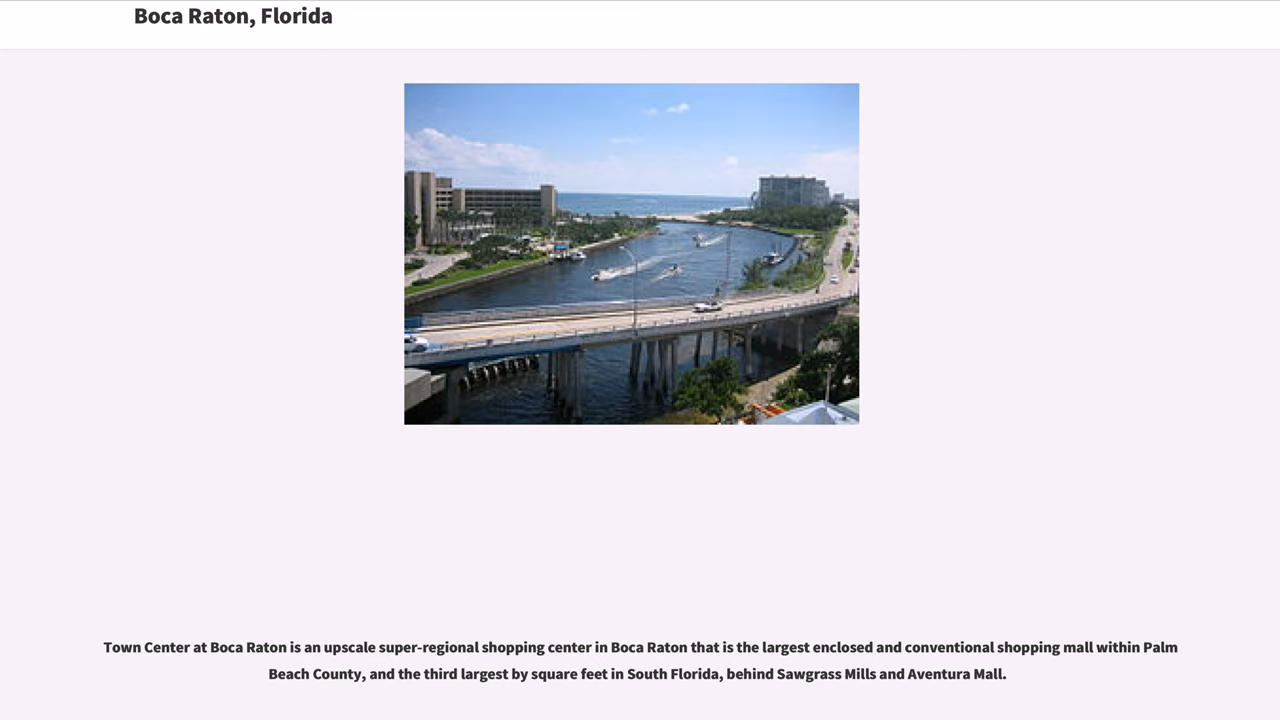 Boca Raton, Florida
Town Center at Boca Raton is an upscale super-regional shopping center in Boca Raton that is the largest enclosed and conventional shopping mall within Palm
Beach County, and the third largest by square feet in South Florida, behind Sawgrass Mills and Aventura Mall.